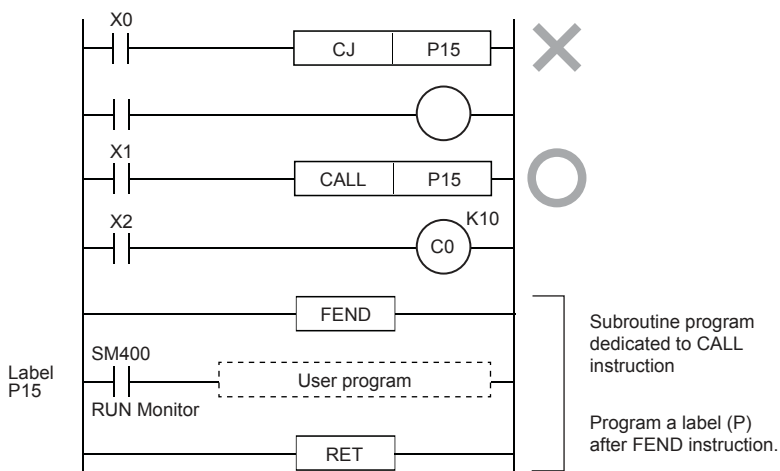 X0
CJ P15
X1
CALL P15
X2
K10
C0
FEND
Subroutine program
dedicated to CALL
instruction
Label
P15
SM400
User program
RUN Monitor
Program a label (P)
after FEND instruction.
RET